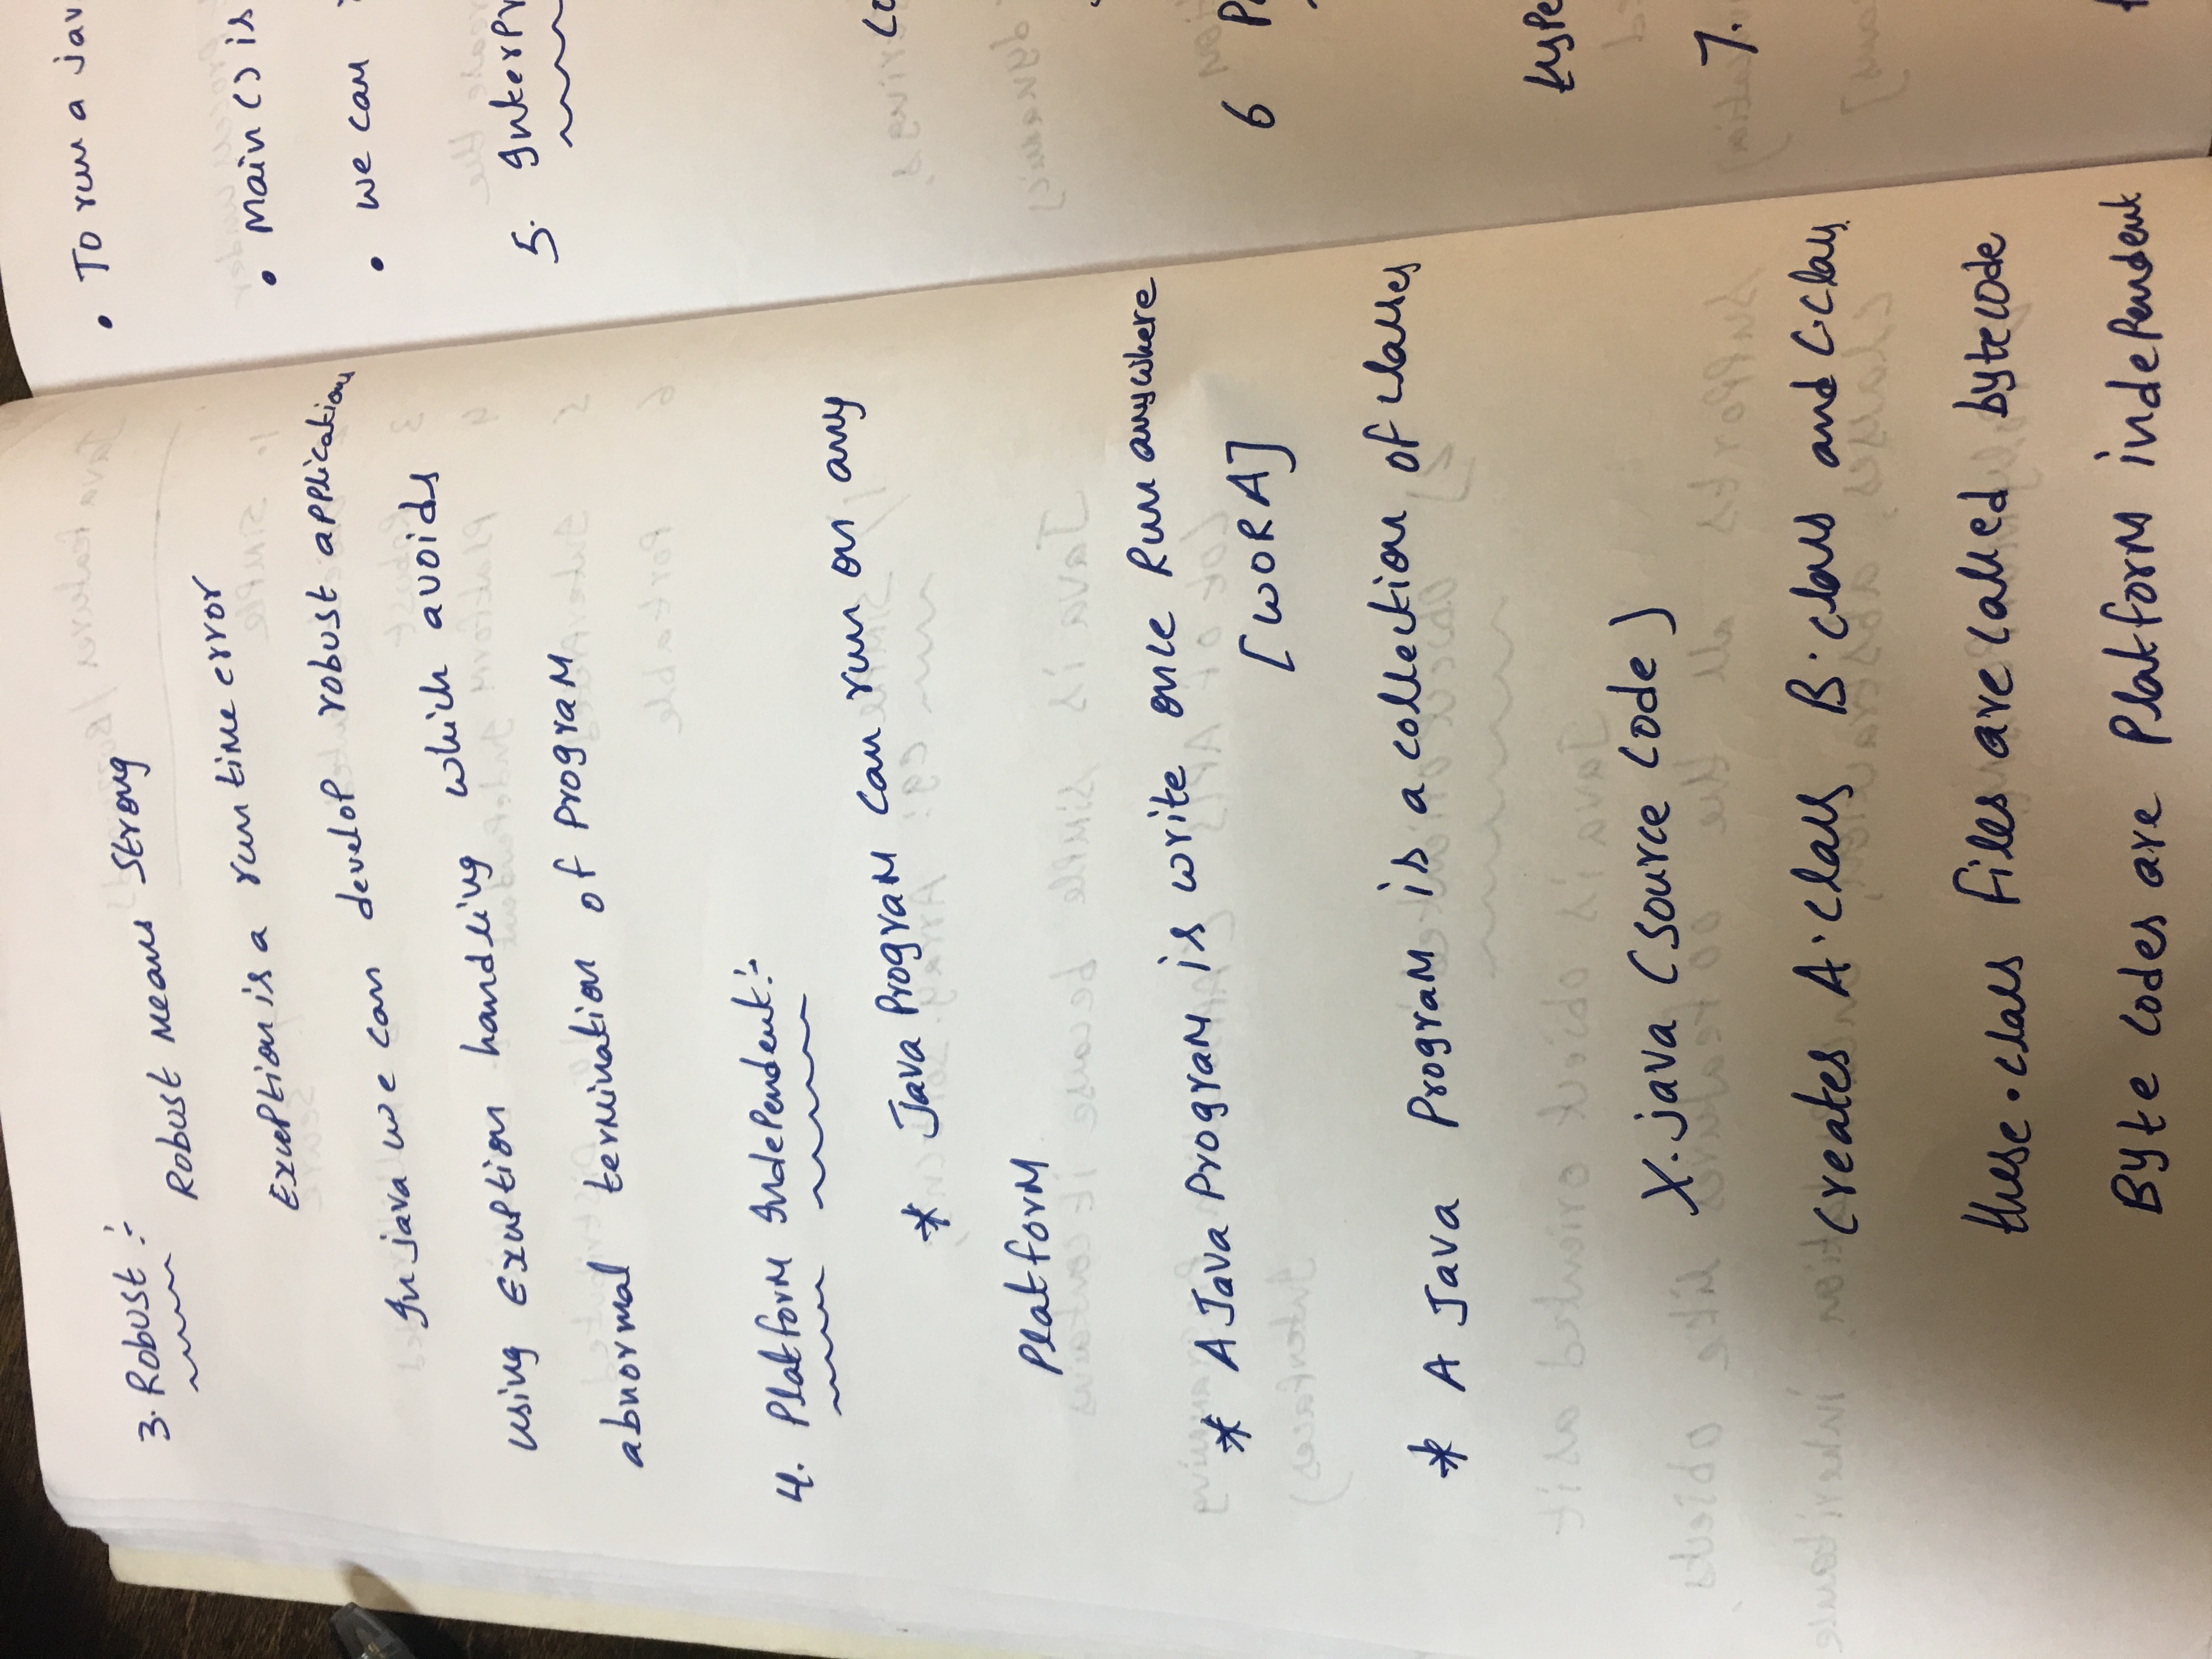 3. Robust :-
Robust Means Strong
Exception is a run time error
In java we can develop robust applications
using Exception handling which avoids
abnormal termination of Program
4. Platform Independent :-
* Java Program can run on any
Platform
* A Java Program is write once Run anywhere
[WORA]
* A Java Program is a collection of classes
X.java (source code)
creates A.class B.class and C.class
these .class files are called bytecode
Byte codes are Platform independent
• To run a jav
• Main () is
• we can
5. Interpr
co
6 P
type
7.